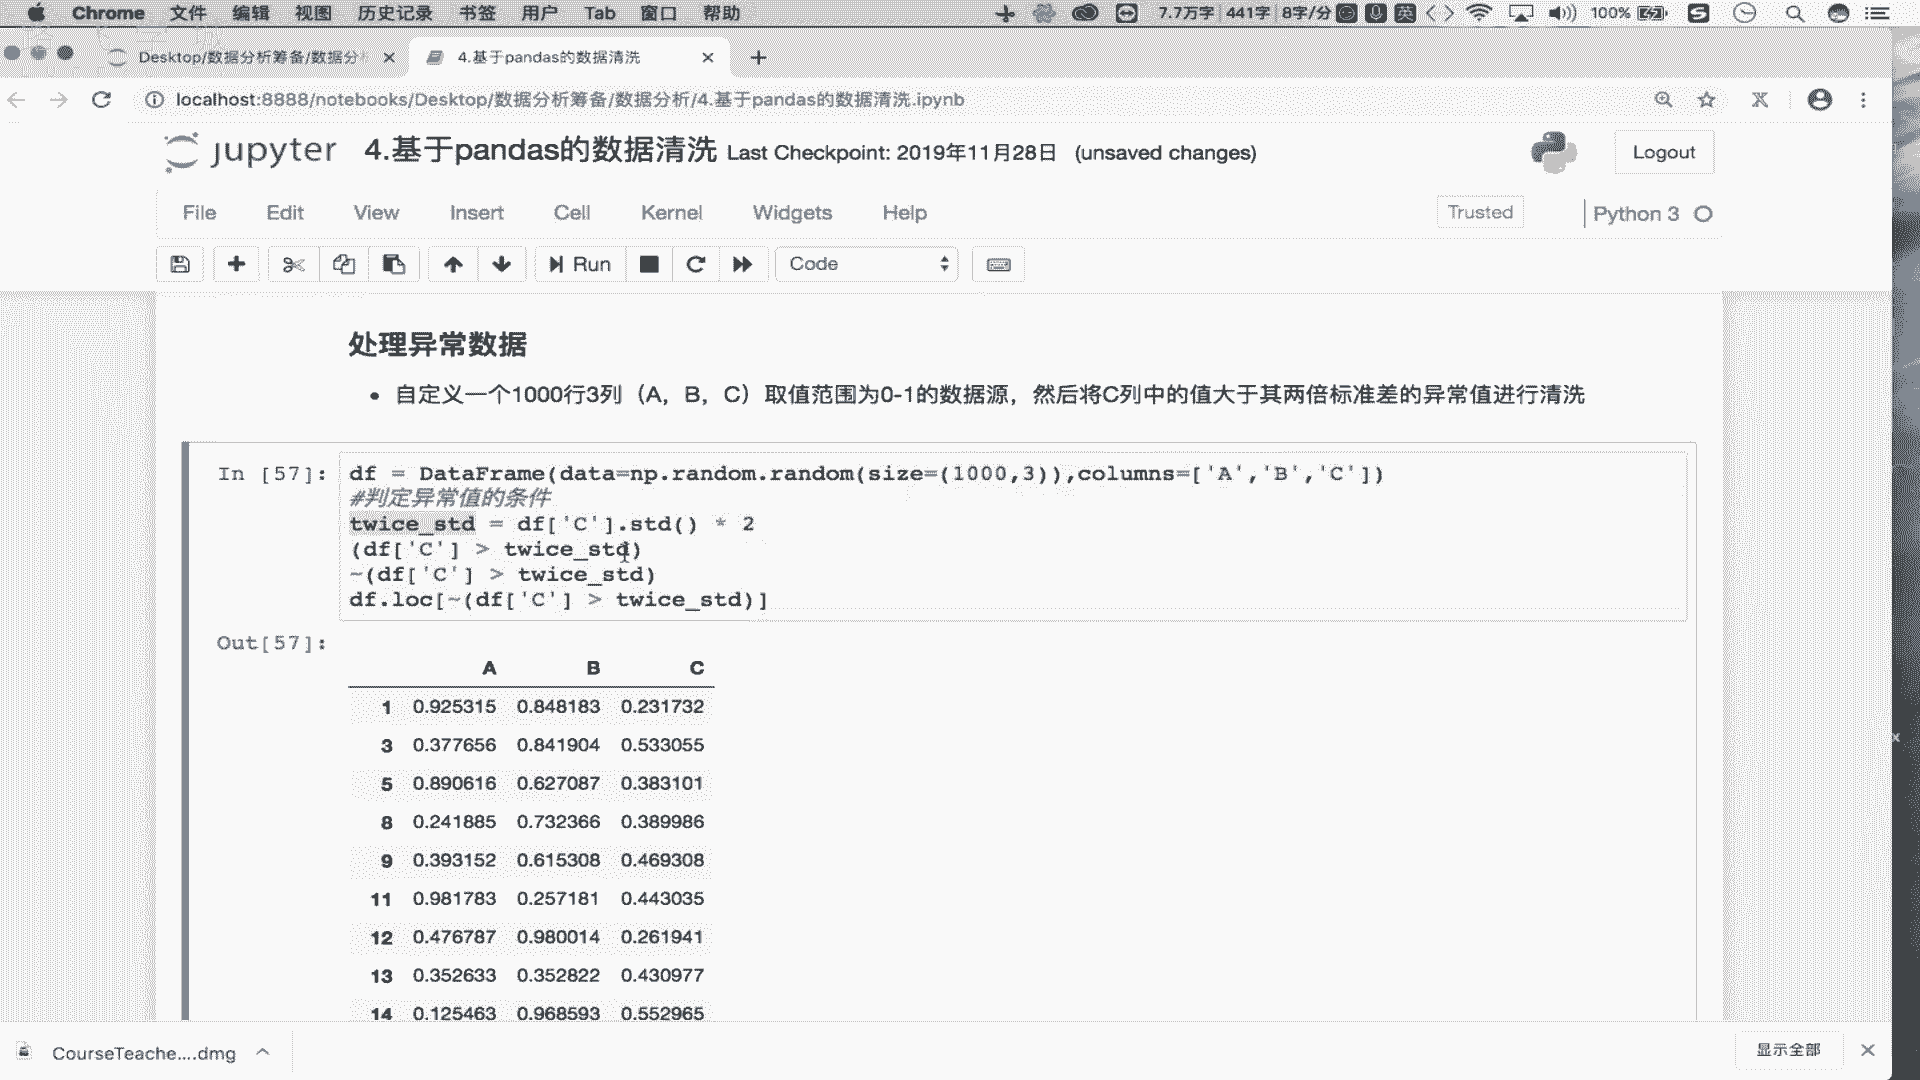 Chrome 文件 编辑 视图 历史记录 书签 用户 Tab 窗口 帮助 7.7万字 441字 8字/分 英 100%
Desktop/数据分析筹备/数据分 4.基于pandas的数据清洗
localhost:8888/notebooks/Desktop/数据分析筹备/数据分析/4.基于pandas的数据清洗.ipynb
jupyter 4.基于pandas的数据清洗 Last Checkpoint: 2019年11月28日 (unsaved changes) Logout
File Edit View Insert Cell Kernel Widgets Help Trusted Python 3
Run Code
处理异常数据
• 自定义一个1000行3列（A，B，C）取值范围为0-1的数据源，然后将C列中的值大于其两倍标准差的异常值进行清洗
In [57]: df = DataFrame(data=np.random.random(size=(1000,3)),columns=['A','B','C'])
#判定异常值的条件
twice_std = df['C'].std() * 2
(df['C'] > twice_std)
~(df['C'] > twice_std)
df.loc[~(df['C'] > twice_std)]
Out[57]:
A B C
1 0.925315 0.848183 0.231732
3 0.377656 0.841904 0.533055
5 0.890616 0.627087 0.383101
8 0.241885 0.732366 0.389986
9 0.393152 0.615308 0.469308
11 0.981783 0.257181 0.443035
12 0.476787 0.980014 0.261941
13 0.352633 0.352822 0.430977
14 0.125463 0.968593 0.552965
CourseTeache....dmg 显示全部